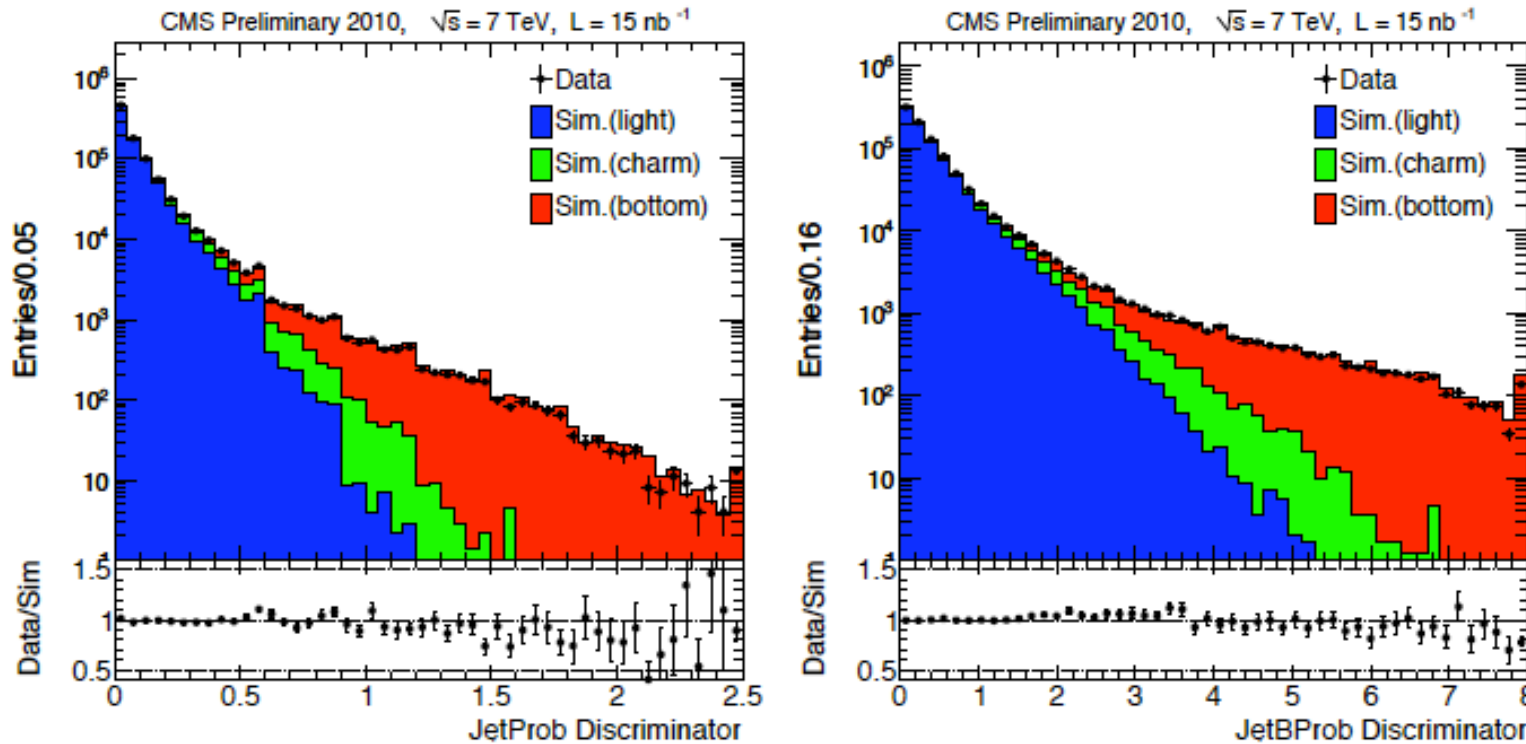 CMS Preliminary 2010, √s = 7 TeV, L = 15 nb⁻¹
Data
Sim.(light)
Sim.(charm)
Sim.(bottom)
Entries/0.05
10⁶
10⁵
10⁴
10³
10²
10
1
Data/Sim
1.5
1
0.5
0 0.5 1 1.5 2 2.5
JetProb Discriminator
CMS Preliminary 2010, √s = 7 TeV, L = 15 nb⁻¹
Data
Sim.(light)
Sim.(charm)
Sim.(bottom)
Entries/0.16
10⁶
10⁵
10⁴
10³
10²
10
1
Data/Sim
1.5
1
0.5
0 1 2 3 4 5 6 7 8
JetBProb Discriminator